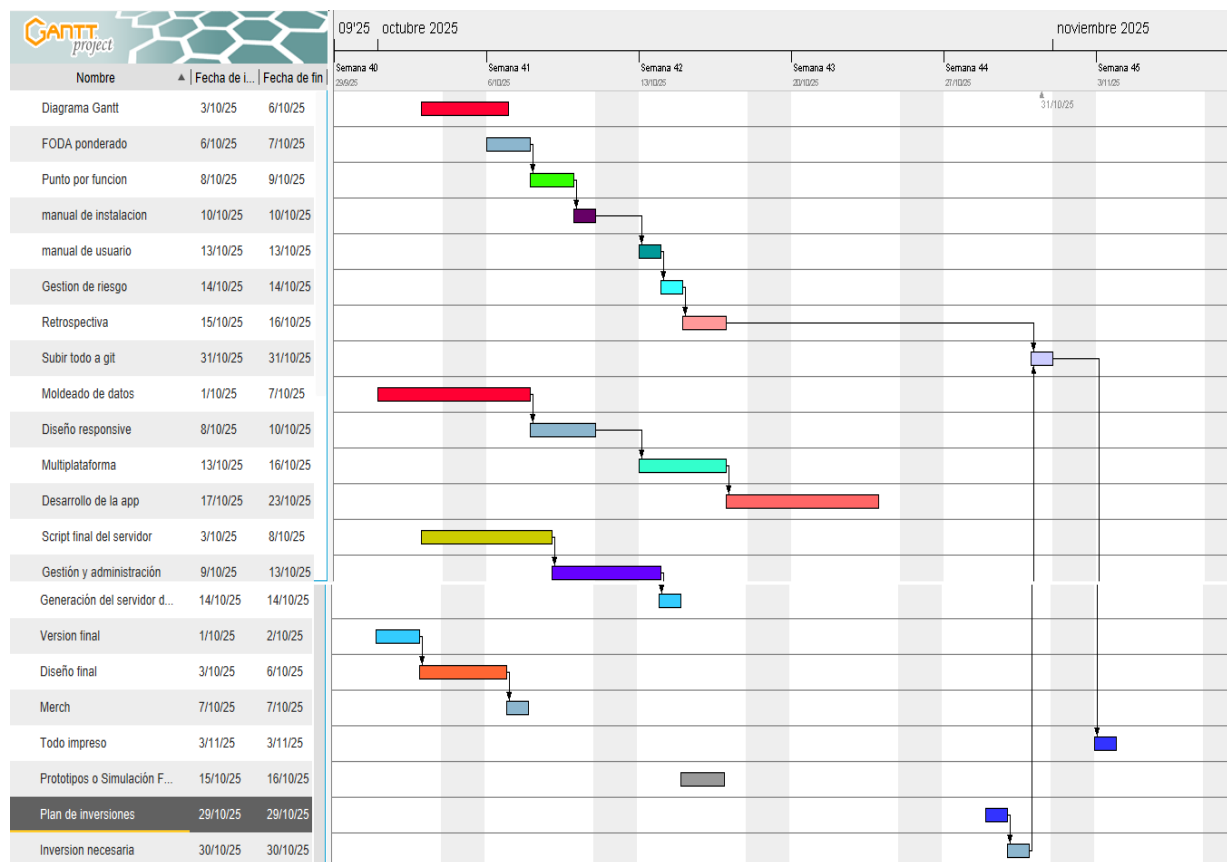 GANTT project
09'25 octubre 2025 noviembre 2025
Semana 40 Semana 41 Semana 42 Semana 43 Semana 44 Semana 45
29/9/25 6/10/25 13/10/25 20/10/25 27/10/25 3/11/25
Nombre Fecha de i... Fecha de fin
31/10/25
Diagrama Gantt 3/10/25 6/10/25
FODA ponderado 6/10/25 7/10/25
Punto por funcion 8/10/25 9/10/25
manual de instalacion 10/10/25 10/10/25
manual de usuario 13/10/25 13/10/25
Gestion de riesgo 14/10/25 14/10/25
Retrospectiva 15/10/25 16/10/25
Subir todo a git 31/10/25 31/10/25
Moldeado de datos 1/10/25 7/10/25
Diseño responsive 8/10/25 10/10/25
Multiplataforma 13/10/25 16/10/25
Desarrollo de la app 17/10/25 23/10/25
Script final del servidor 3/10/25 8/10/25
Gestión y administración 9/10/25 13/10/25
Generación del servidor d... 14/10/25 14/10/25
Version final 1/10/25 2/10/25
Diseño final 3/10/25 6/10/25
Merch 7/10/25 7/10/25
Todo impreso 3/11/25 3/11/25
Prototipos o Simulación F... 15/10/25 16/10/25
Plan de inversiones 29/10/25 29/10/25
Inversion necesaria 30/10/25 30/10/25